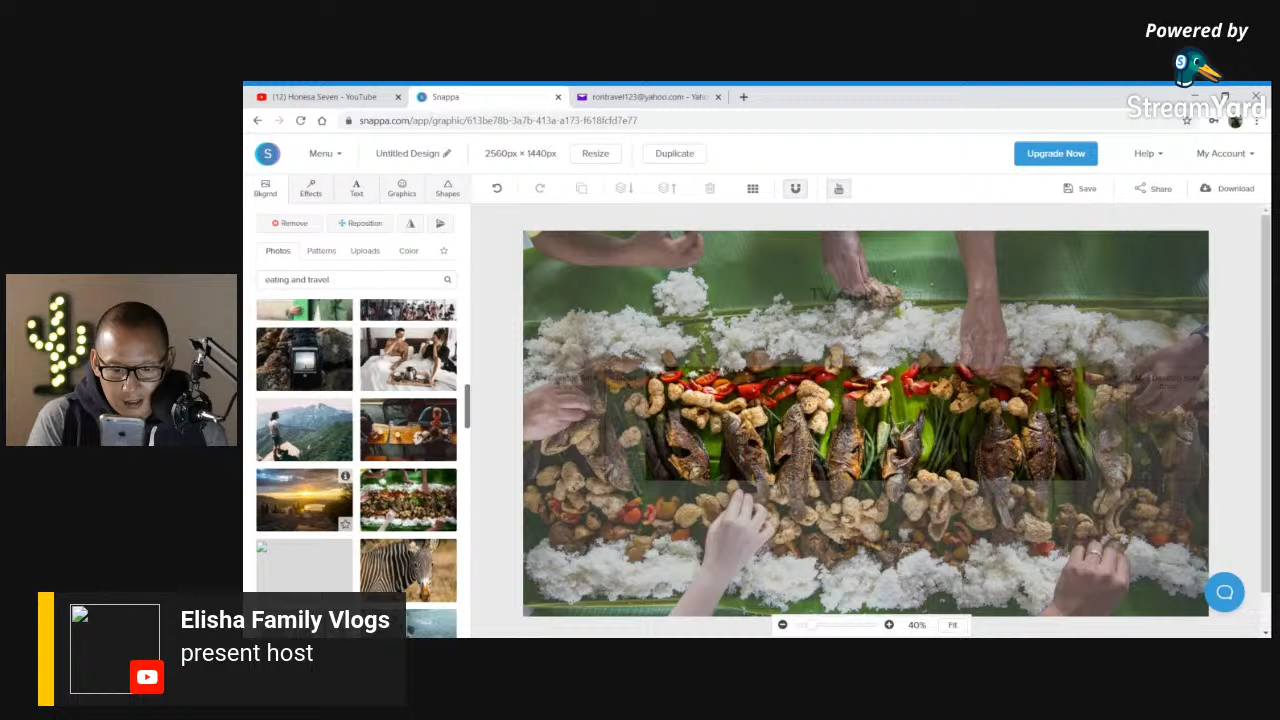 Powered by
StreamYard
(12) Honesa Seven - YouTube
Snappa
rontravel123@yahoo.com - Yah
snappa.com/app/graphic/613be78b-3a7b-413a-a173-f618fcfd7e77
S
Menu
Untitled Design
2560px × 1440px
Resize
Duplicate
Upgrade Now
Help
My Account
Bkgrnd
Effects
Text
Graphics
Shapes
Save
Share
Download
Remove
Reposition
Photos
Patterns
Uploads
Color
eating and travel
40%
Fit
Elisha Family Vlogs
present host